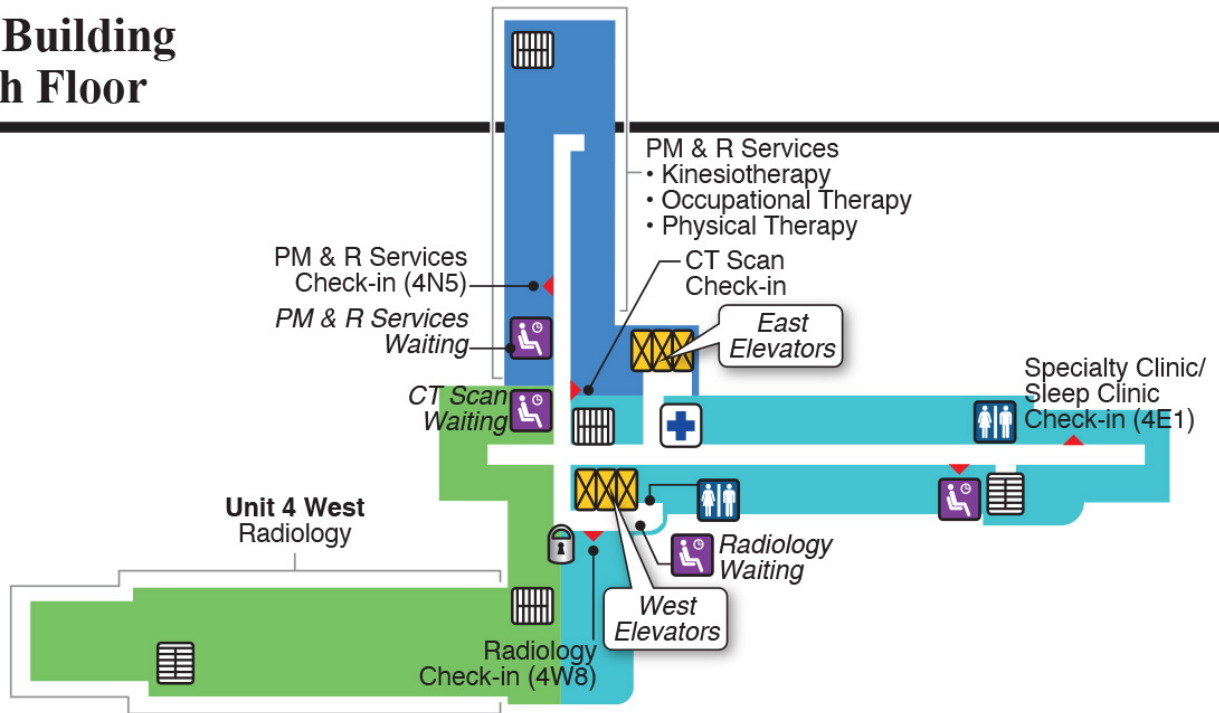 Building
h Floor
PM & R Services
• Kinesiotherapy
• Occupational Therapy
• Physical Therapy
PM & R Services
Check-in (4N5)
CT Scan
Check-in
PM & R Services
Waiting
East
Elevators
CT Scan
Waiting
Specialty Clinic/
Sleep Clinic
Check-in (4E1)
Unit 4 West
Radiology
Radiology
Waiting
West
Elevators
Radiology
Check-in (4W8)